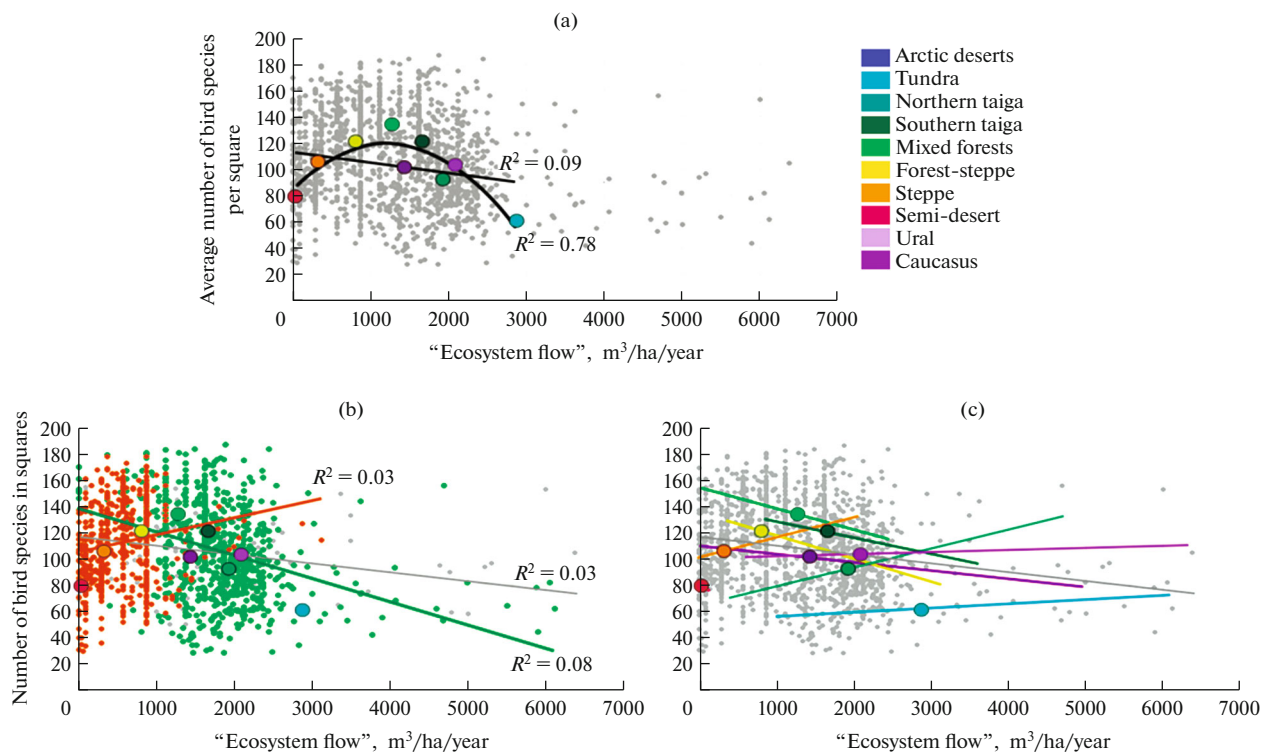 (a)
200
180
160
140
120
100
80
60
40
20
Average number of bird species
per square
R² = 0.09
R² = 0.78
0 1000 2000 3000 4000 5000 6000 7000
“Ecosystem flow”, m³/ha/year
Arctic deserts
Tundra
Northern taiga
Southern taiga
Mixed forests
Forest-steppe
Steppe
Semi-desert
Ural
Caucasus
(b)
200
180
160
140
120
100
80
60
40
20
Number of bird species in squares
R² = 0.03
R² = 0.03
R² = 0.08
0 1000 2000 3000 4000 5000 6000 7000
“Ecosystem flow”, m³/ha/year
(c)
200
180
160
140
120
100
80
60
40
20
0 1000 2000 3000 4000 5000 6000 7000
“Ecosystem flow”, m³/ha/year